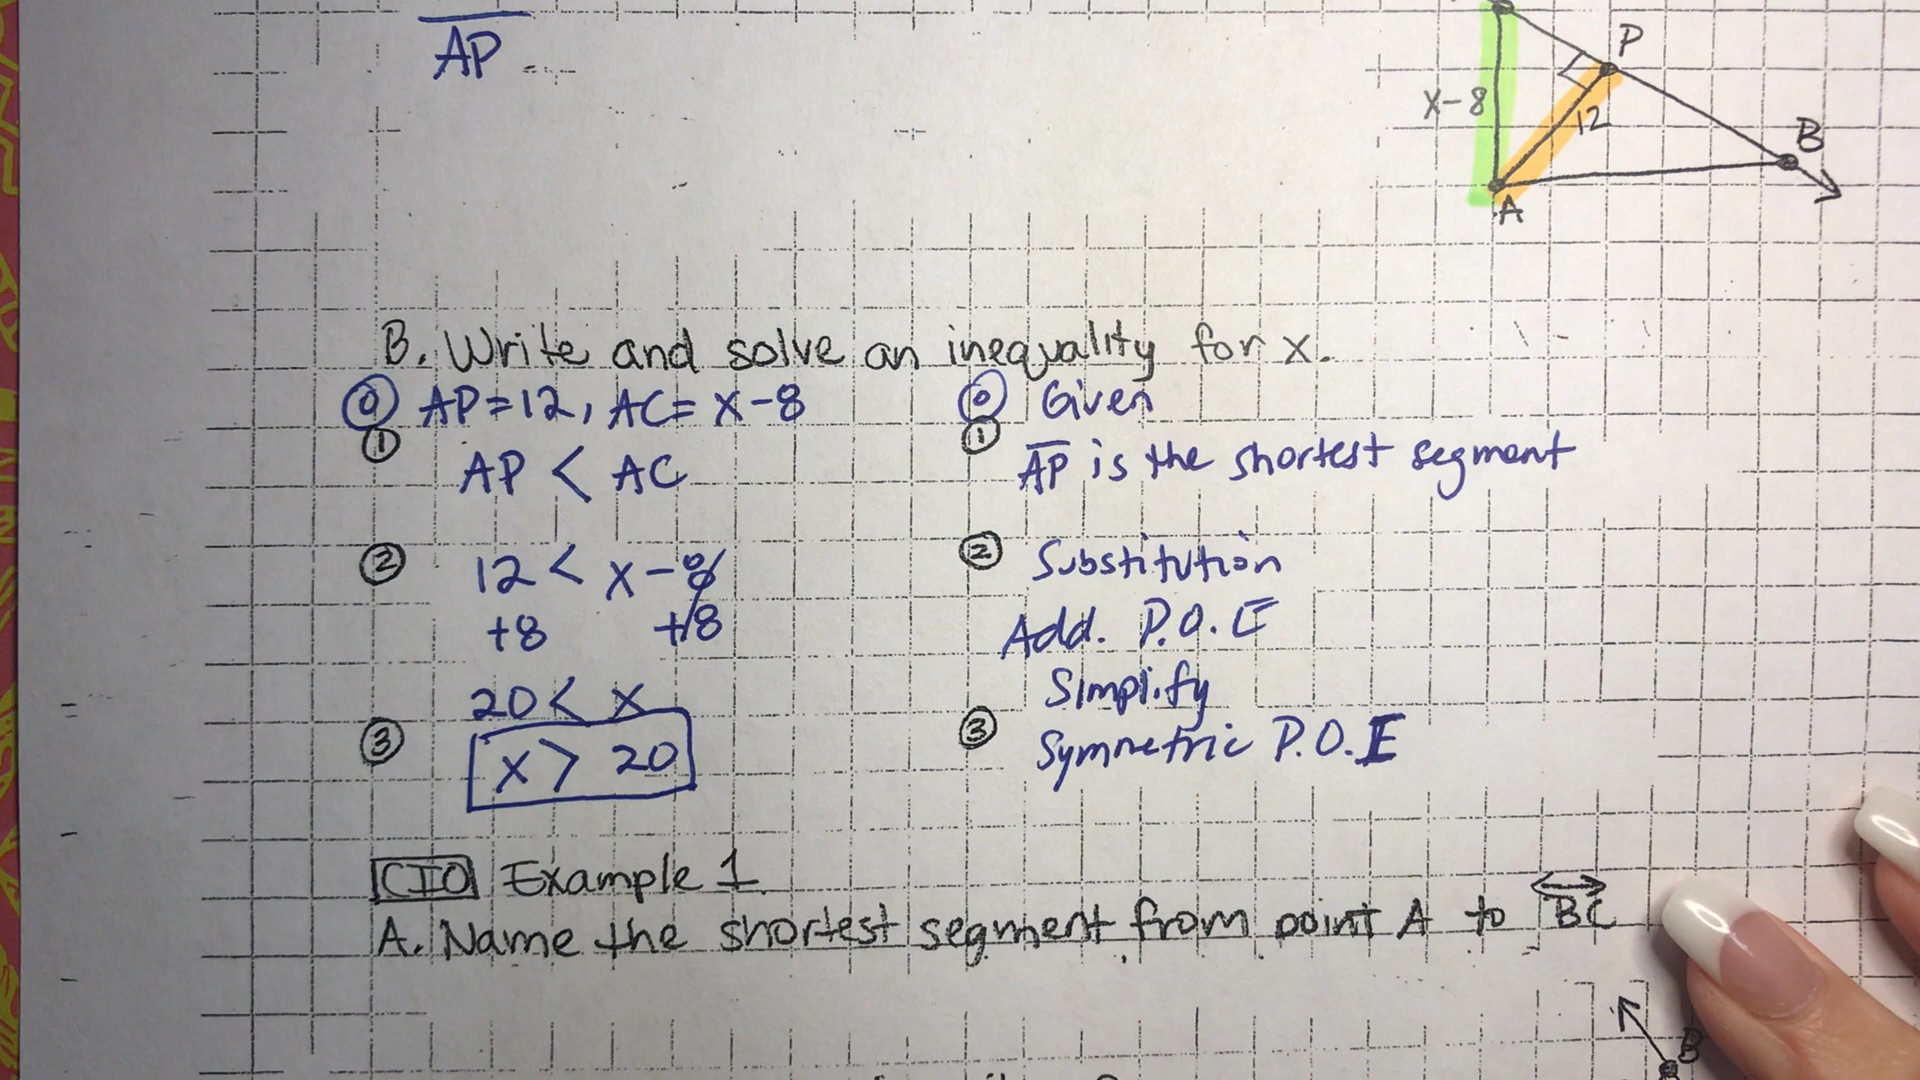 AP
P
X-8
12
B
A
B. Write and solve an inequality for x.
⓪ AP=12, AC= X-8
⓪ Given
① AP < AC
① AP is the shortest segment
② 12 < X-8
② Substitution
+8 +8
Add. P.O.E
20 < X
Simplify
③ X > 20
③ Symmetric P.O.E
CIO Example 1
A. Name the shortest segment from point A to BC
B